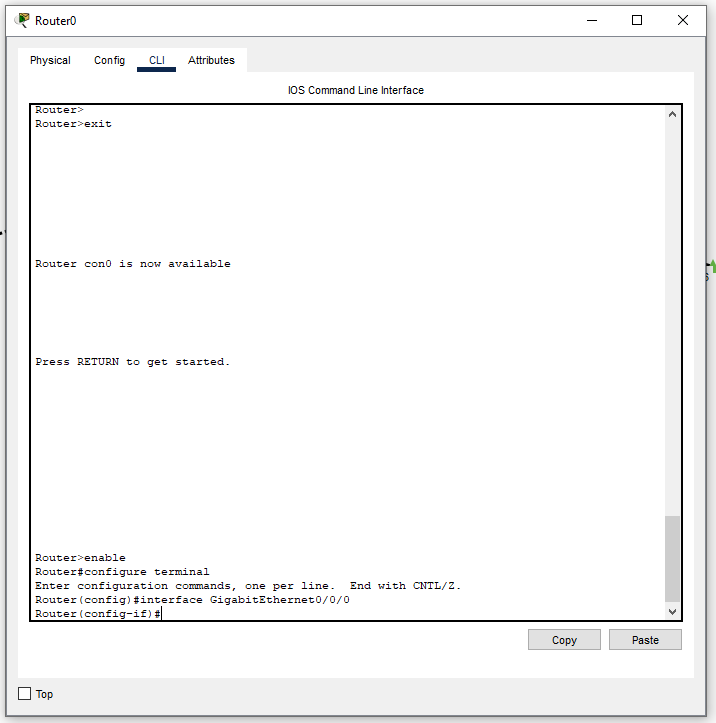 Router0
Physical Config CLI Attributes
IOS Command Line Interface
Router>
Router>exit
Router con0 is now available
Press RETURN to get started.
Router>enable
Router#configure terminal
Enter configuration commands, one per line.  End with CNTL/Z.
Router(config)#interface GigabitEthernet0/0/0
Router(config-if)#
Copy Paste
Top